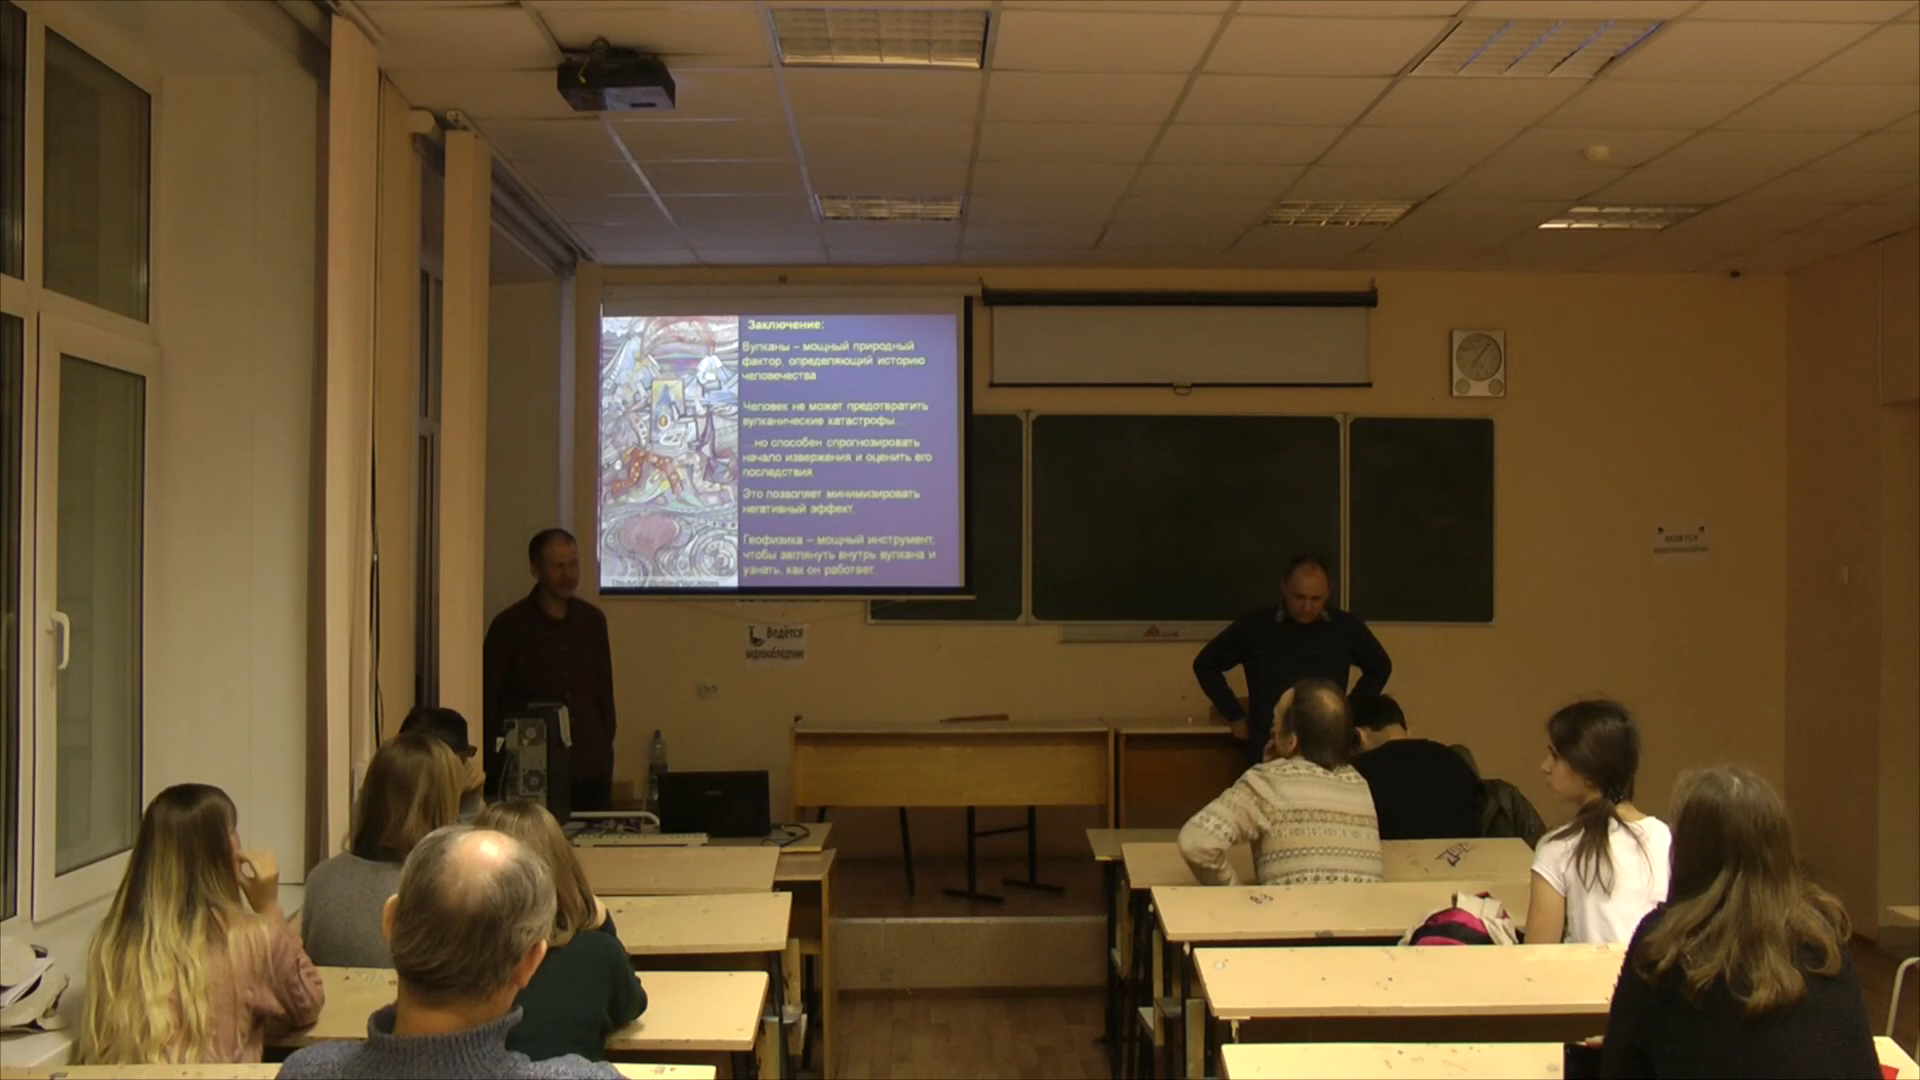 Заключение:
Вулканы – мощный природный
фактор, определяющий историю
человечества
Человек не может предотвратить
вулканические катастрофы...
...но способен спрогнозировать
начало извержения и оценить его
последствия.
Это позволяет минимизировать
негативный эффект.
Геофизика – мощный инструмент,
чтобы заглянуть внутрь вулкана и
узнать, как он работает.
Ведётся
видеонаблюдение
ВЕДЕТСЯ